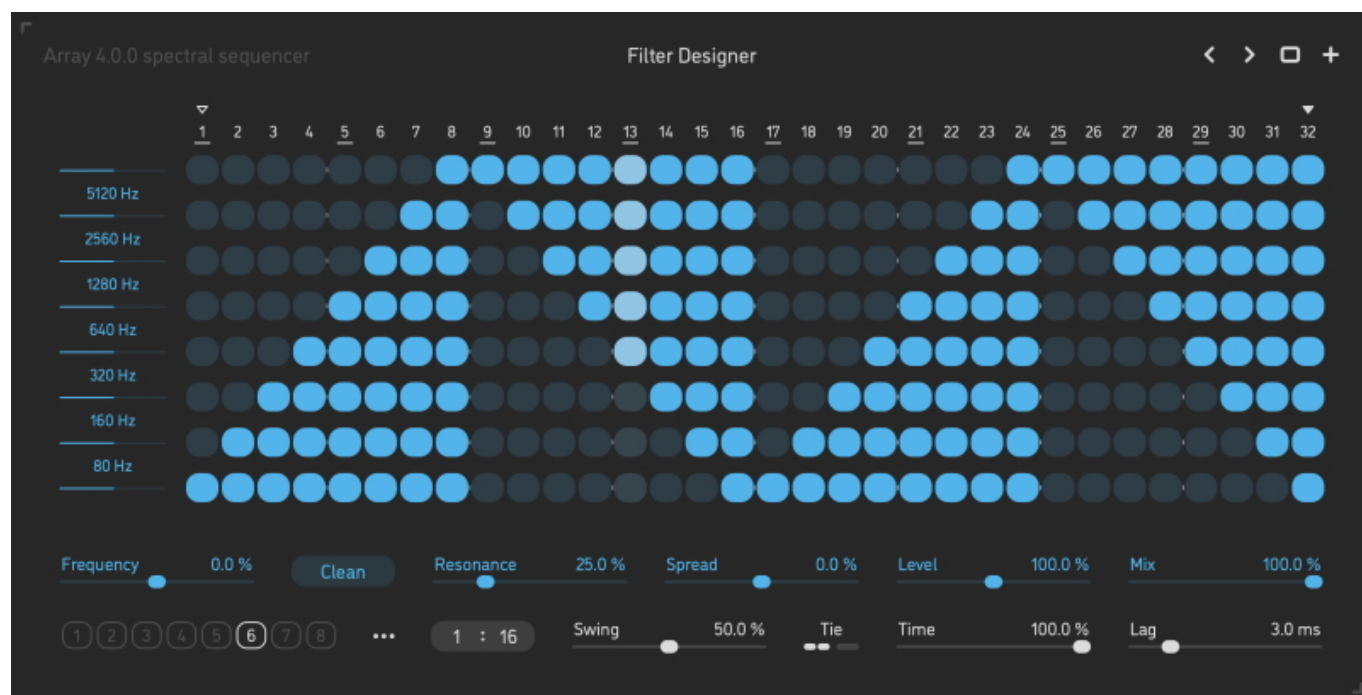 Array 4.0.0 spectral sequencer Filter Designer
1 2 3 4 5 6 7 8 9 10 11 12 13 14 15 16 17 18 19 20 21 22 23 24 25 26 27 28 29 30 31 32
5120 Hz
2560 Hz
1280 Hz
640 Hz
320 Hz
160 Hz
80 Hz
Frequency 0.0 % Clean Resonance 25.0 % Spread 0.0 % Level 100.0 % Mix 100.0 %
1 2 3 4 5 6 7 8 ••• 1 : 16 Swing 50.0 % Tie Time 100.0 % Lag 3.0 ms